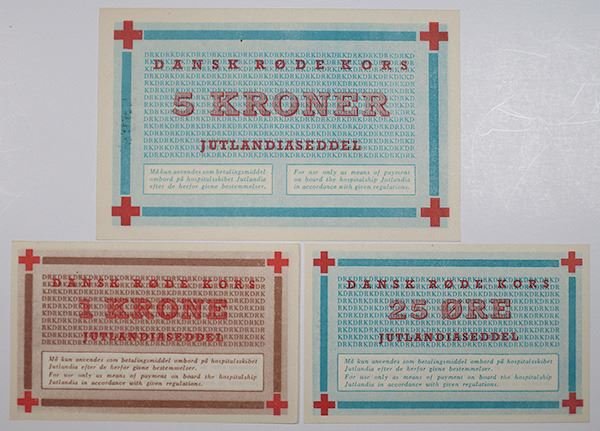 DANSK RØDE KORS
5 KRONER
JUTLANDIASEDDEL
Må kun anvendes som betalingsmiddel
ombord på hospitalsskibet Jutlandia
efter de herfor givne bestemmelser.
For use only as means of payment
on board the hospitalship Jutlandia
in accordance with given regulations.
DANSK RØDE KORS
1 KRONE
JUTLANDIASEDDEL
Må kun anvendes som betalingsmiddel ombord på hospitalsskibet
Jutlandia efter de herfor givne bestemmelser.
For use only as means of payment on board the hospitalship
Jutlandia in accordance with given regulations.
DANSK RØDE KORS
25 ØRE
JUTLANDIASEDDEL
Må kun anvendes som betalingsmiddel ombord på hospitalsskibet
Jutlandia efter de herfor givne bestemmelser.
For use only as means of payment on board the hospitalship
Jutlandia in accordance with given regulations.